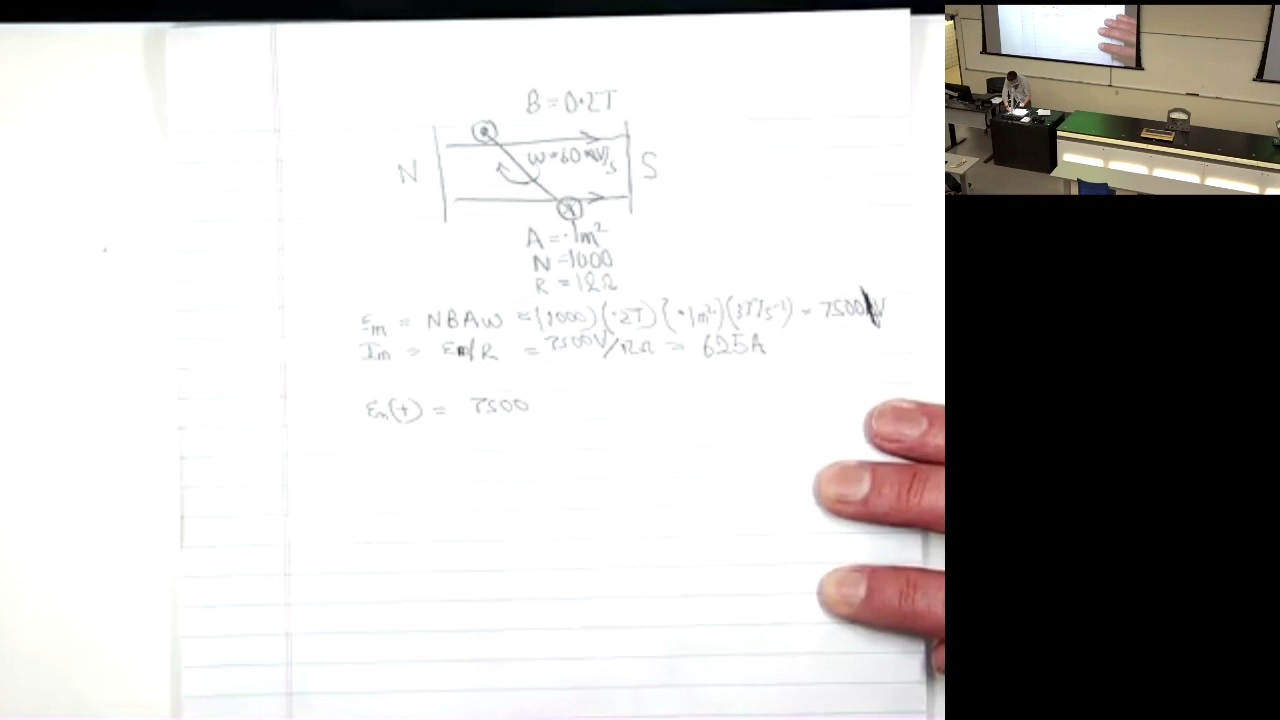 B = 0.2T
N
ω = 60 rev/s
S
A = .1m²
N = 1000
R = 12Ω
εm = NBAω = (1000)(.2T)(.1m²)(377s⁻¹) = 7500V
Im = εm/R = 7500V/12Ω = 625A
εm(t) = 7500